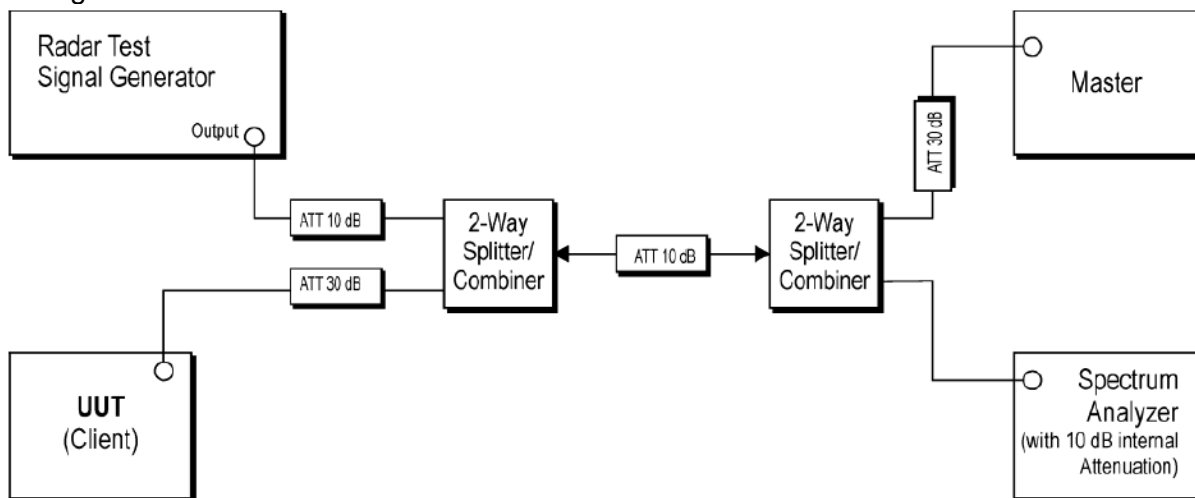 Radar Test
Signal Generator
Output
ATT 10 dB
ATT 30 dB
2-Way
Splitter/
Combiner
ATT 10 dB
2-Way
Splitter/
Combiner
ATT 30 dB
Master
UUT
(Client)
Spectrum
Analyzer
(with 10 dB internal
Attenuation)